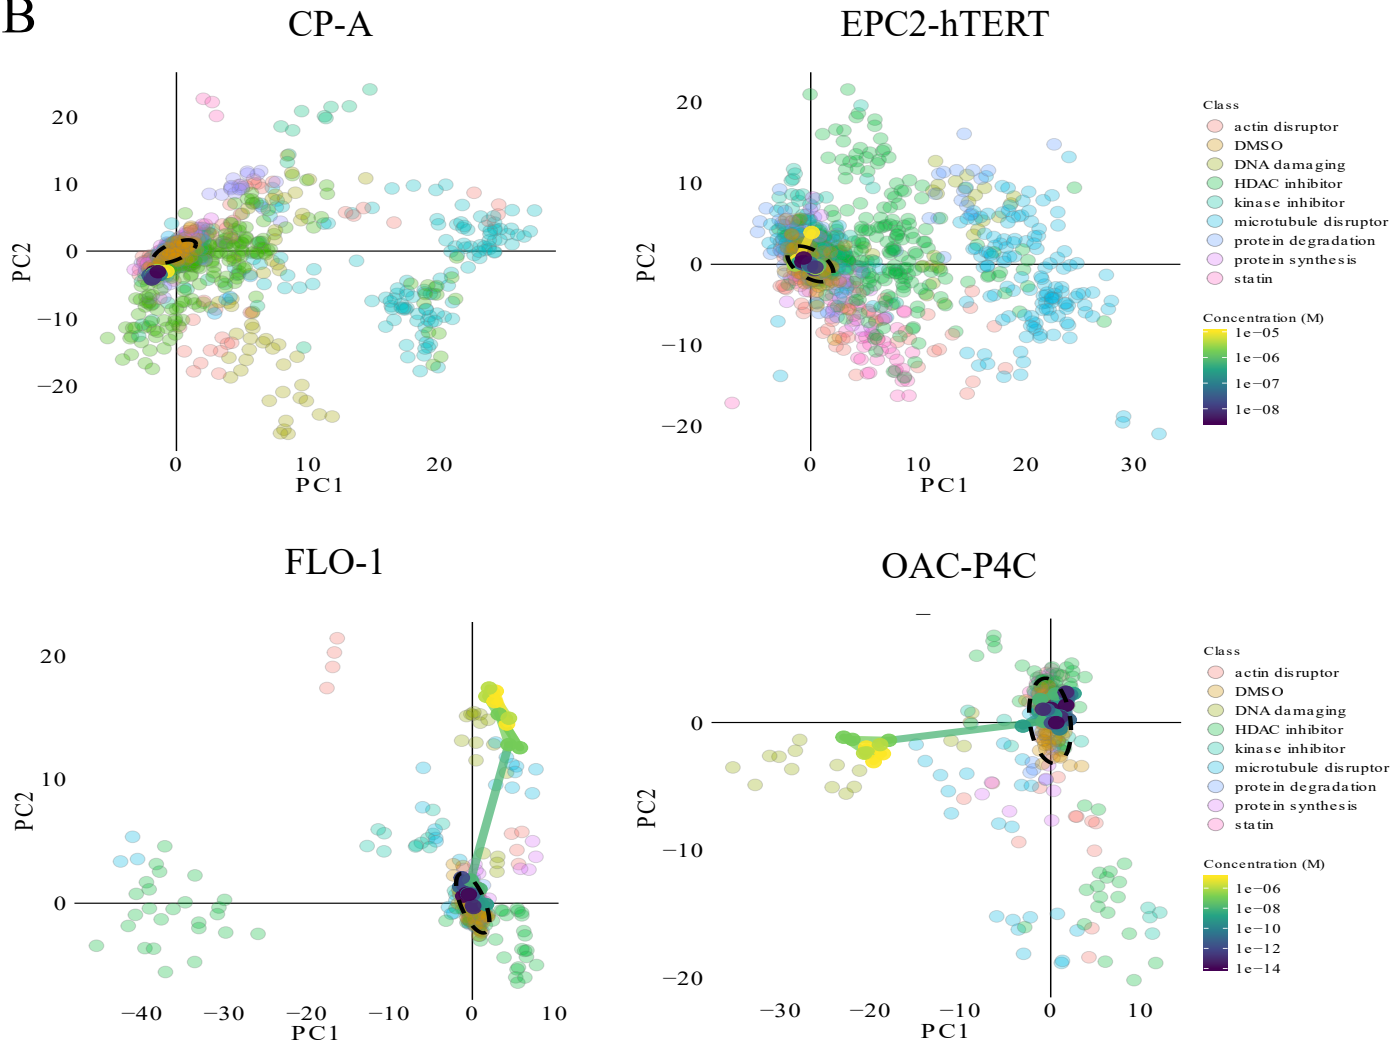 B
CP-A
EPC2-hTERT
20
10
0
−10
−20
PC2
0
10
20
PC1
20
10
0
−10
−20
PC2
0
10
20
30
PC1
Class
actin disruptor
DMSO
DNA damaging
HDAC inhibitor
kinase inhibitor
microtubule disruptor
protein degradation
protein synthesis
statin
Concentration (M)
1e−05
1e−06
1e−07
1e−08
FLO-1
OAC-P4C
20
10
0
PC2
−40
−30
−20
−10
0
10
PC1
0
−10
−20
PC2
−30
−20
−10
0
10
PC1
Class
actin disruptor
DMSO
DNA damaging
HDAC inhibitor
kinase inhibitor
microtubule disruptor
protein degradation
protein synthesis
statin
Concentration (M)
1e−06
1e−08
1e−10
1e−12
1e−14